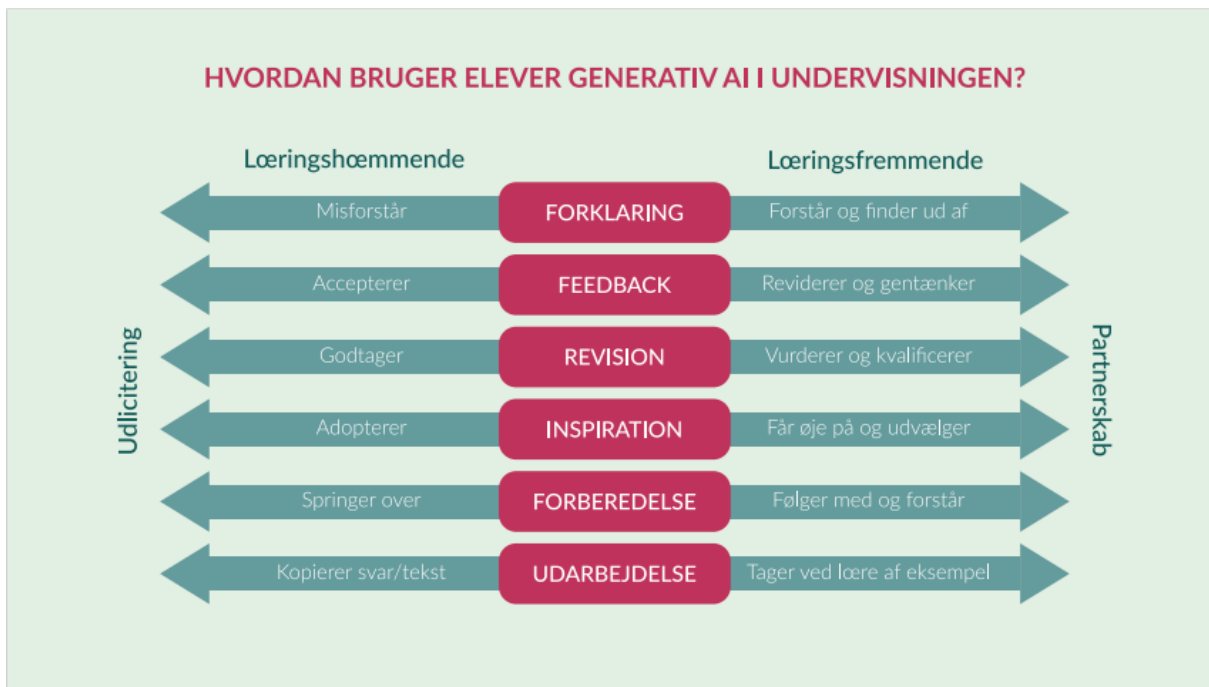 HVORDAN BRUGER ELEVER GENERATIV AI I UNDERVISNINGEN?
Læringshæmmende
Læringsfremmende
Udlicitering
Misforstår
FORKLARING
Forstår og finder ud af
Accepterer
FEEDBACK
Reviderer og gentænker
Godtager
REVISION
Vurderer og kvalificerer
Adopterer
INSPIRATION
Får øje på og udvælger
Springer over
FORBEREDELSE
Følger med og forstår
Kopierer svar/tekst
UDARBEJDELSE
Tager ved lære af eksempel
Partnerskab